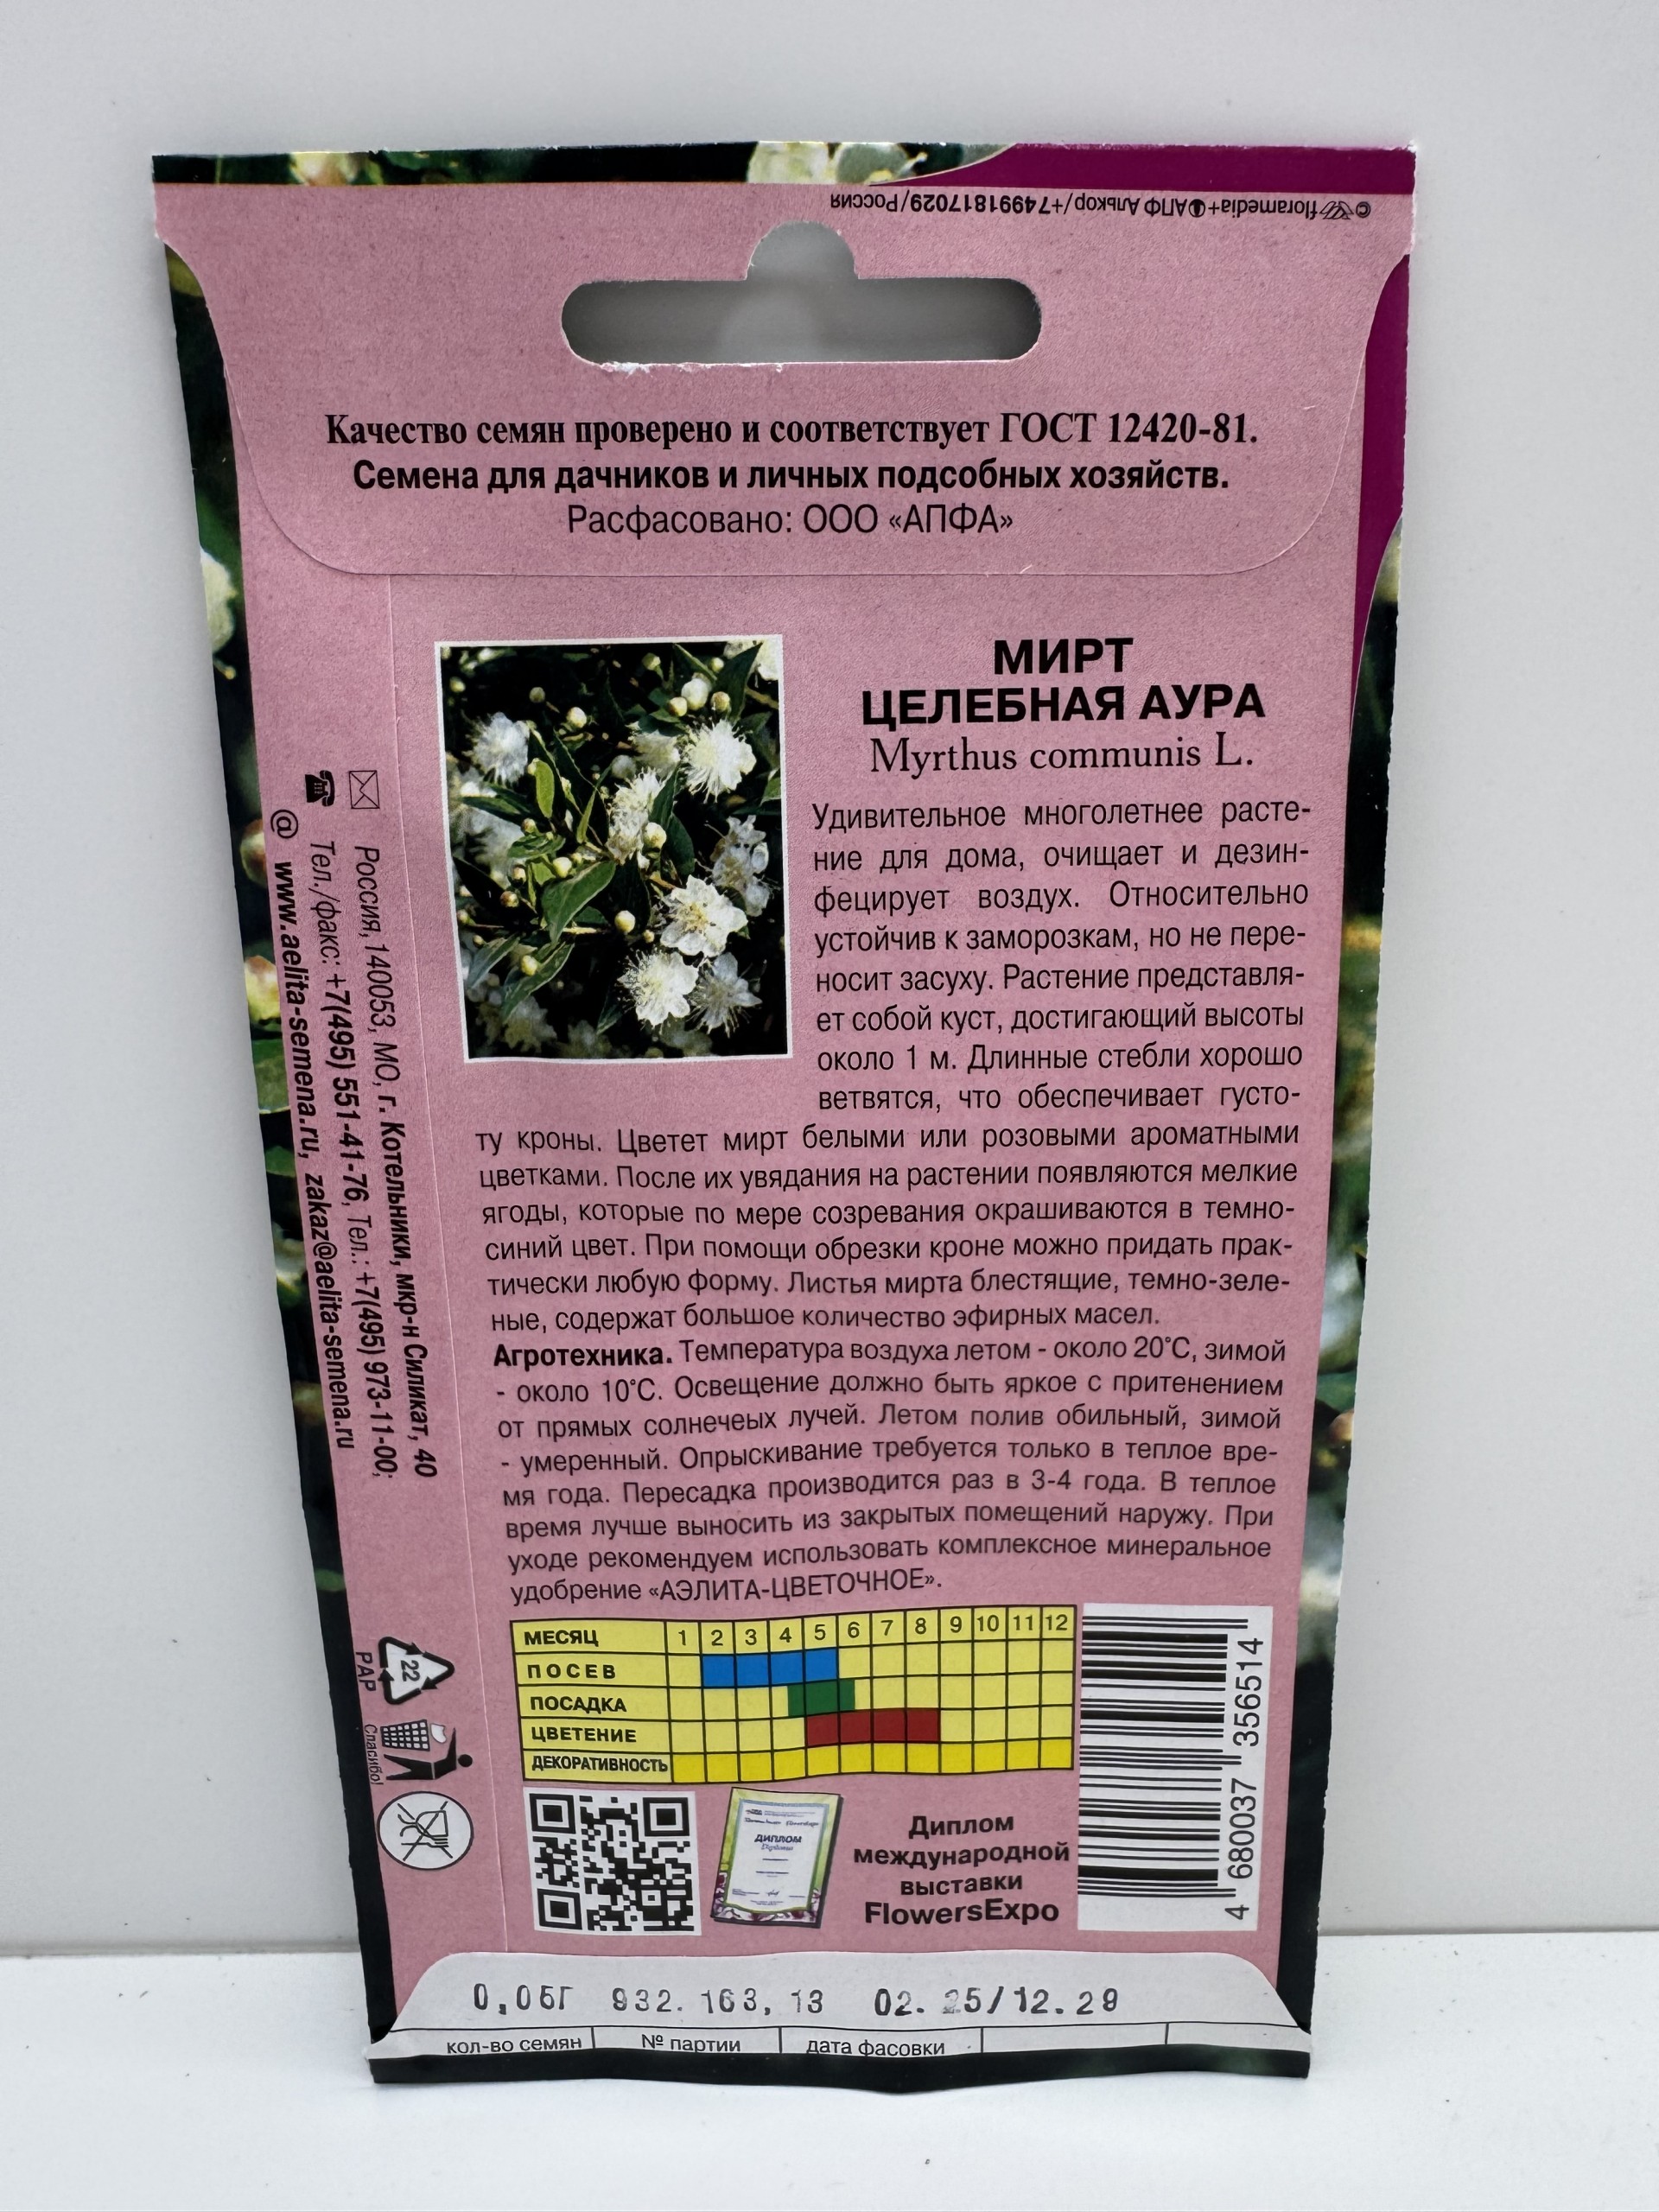 © floramedia+АПФ Алькор/+74991817029/Россия
Качество семян проверено и соответствует ГОСТ 12420-81.
Семена для дачников и личных подсобных хозяйств.
Расфасовано: ООО «АПФА»
МИРТ
ЦЕЛЕБНАЯ АУРА
Myrthus communis L.
Удивительное многолетнее расте-
ние для дома, очищает и дезин-
фецирует воздух. Относительно
устойчив к заморозкам, но не пере-
носит засуху. Растение представля-
ет собой куст, достигающий высоты
около 1 м. Длинные стебли хорошо
ветвятся, что обеспечивает густо-
ту кроны. Цветет мирт белыми или розовыми ароматными
цветками. После их увядания на растении появляются мелкие
ягоды, которые по мере созревания окрашиваются в темно-
синий цвет. При помощи обрезки кроне можно придать прак-
тически любую форму. Листья мирта блестящие, темно-зеле-
ные, содержат большое количество эфирных масел.
Агротехника. Температура воздуха летом - около 20°С, зимой
- около 10°С. Освещение должно быть яркое с притенением
от прямых солнечеых лучей. Летом полив обильный, зимой
- умеренный. Опрыскивание требуется только в теплое вре-
мя года. Пересадка производится раз в 3-4 года. В теплое
время лучше выносить из закрытых помещений наружу. При
уходе рекомендуем использовать комплексное минеральное
удобрение «АЭЛИТА-ЦВЕТОЧНОЕ».
Россия,140053, МО, г. Котельники, мкр-н Силикат, 40
Тел./факс: +7(495) 551-41-76, Тел.: +7(495) 973-11-00;
@ www.aelita-semena.ru, zakaz@aelita-semena.ru
22
PAP
Спасибо!
МЕСЯЦ 1 2 3 4 5 6 7 8 9 10 11 12
ПОСЕВ
ПОСАДКА
ЦВЕТЕНИЕ
ДЕКОРАТИВНОСТЬ
4 680037 356514
ДИПЛОМ
Diploma
Диплом
международной
выставки
FlowersExpo
0,05Г 932.163,13 02.25/12.29
кол-во семян № партии дата фасовки